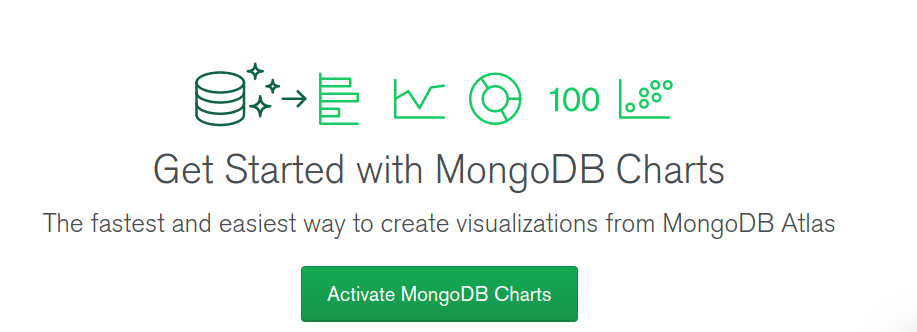 100
Get Started with MongoDB Charts
The fastest and easiest way to create visualizations from MongoDB Atlas
Activate MongoDB Charts